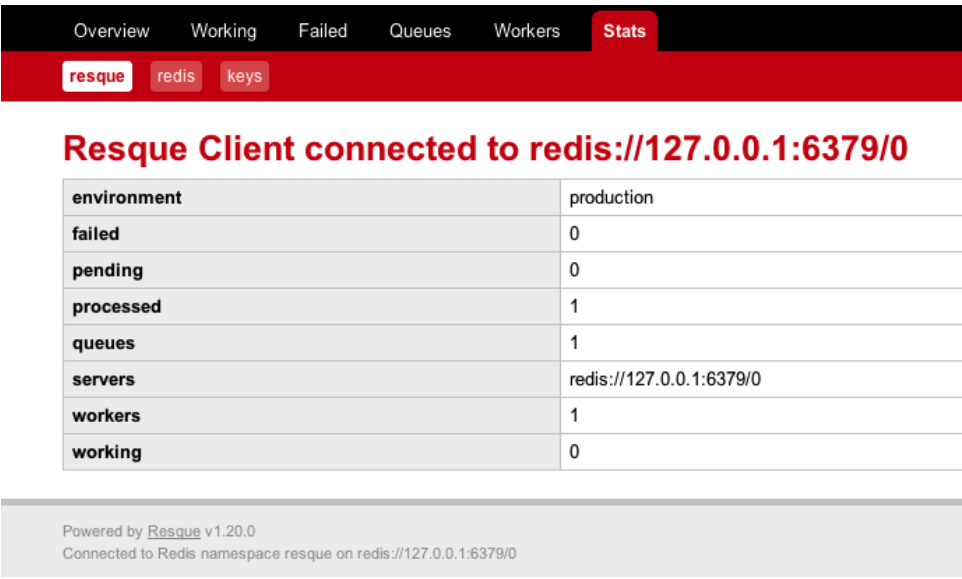 Overview Working Failed Queues Workers Stats
resque redis keys
Resque Client connected to redis://127.0.0.1:6379/0
environment production
failed 0
pending 0
processed 1
queues 1
servers redis://127.0.0.1:6379/0
workers 1
working 0
Powered by Resque v1.20.0
Connected to Redis namespace resque on redis://127.0.0.1:6379/0